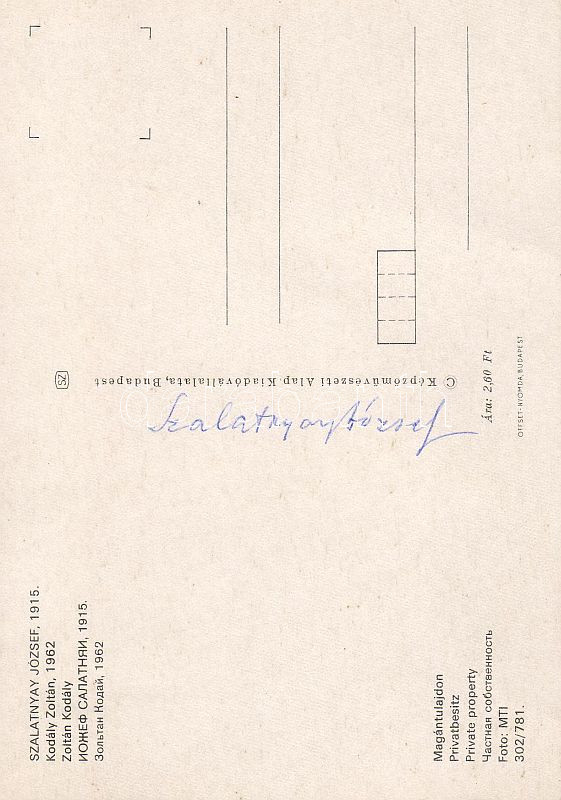 SZALATNYAY JÓZSEF, 1915.
Kodály Zoltán, 1962
Zoltán Kodály
ИОЖЕФ САЛАТНЯИ, 1915.
Зольтан Кодай, 1962
Magántulajdon
Privatbesitz
Private property
Частная собственность
Foto: MTI
302/781.
Szalatnyay József
SZ
© Képzőművészeti Alap Kiadóvállalata, Budapest
Ára: 2,60 Ft
OFFSET-NYOMDA, BUDAPEST